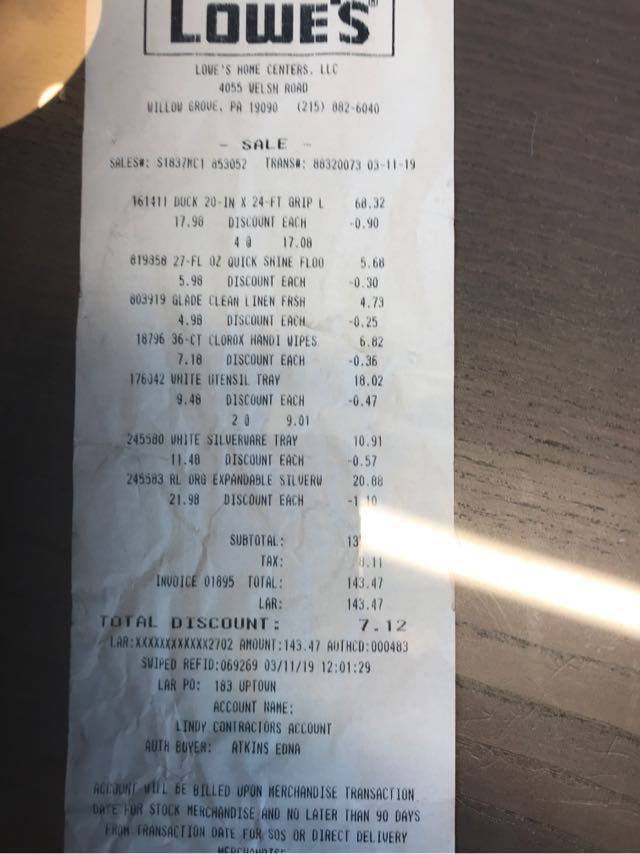 LOWE'S
LOWE'S HOME CENTERS, LLC
4055 WELSH ROAD
WILLOW GROVE, PA 19090 (215) 882-6040
- SALE -
SALES#: S1837MC1 853052 TRANS#: 88320073 03-11-19
161411 DUCK 20-IN X 24-FT GRIP L 68.32
17.98 DISCOUNT EACH -0.90
4 @ 17.08
819858 27-FL OZ QUICK SHINE FLOO 5.68
5.98 DISCOUNT EACH -0.30
803919 GLADE CLEAN LINEN FRSH 4.73
4.98 DISCOUNT EACH -0.25
18796 36-CT CLOROX HANDI WIPES 6.82
7.18 DISCOUNT EACH -0.36
176342 WHITE UTENSIL TRAY 18.02
9.48 DISCOUNT EACH -0.47
2 @ 9.01
245580 WHITE SILVERWARE TRAY 10.91
11.48 DISCOUNT EACH -0.57
245583 RL ORG EXPANDABLE SILVERW 20.88
21.98 DISCOUNT EACH -1.10
SUBTOTAL:
TAX:
INVOICE 01895 TOTAL: 143.47
LAR: 143.47
TOTAL DISCOUNT: 7.12
LAR:XXXXXXXXXXXX2702 AMOUNT:143.47 AUTHCD:000483
SWIPED REFID:069269 03/11/19 12:01:29
LAR PO: 183 UPTOWN
ACCOUNT NAME:
LINDY CONTRACTORS ACCOUNT
AUTH BUYER: ATKINS EDNA
ACCOUNT WILL BE BILLED UPON MERCHANDISE TRANSACTION
DATE FOR STOCK MERCHANDISE AND NO LATER THAN 90 DAYS
FROM TRANSACTION DATE FOR SOS OR DIRECT DELIVERY
MERCHANDISE